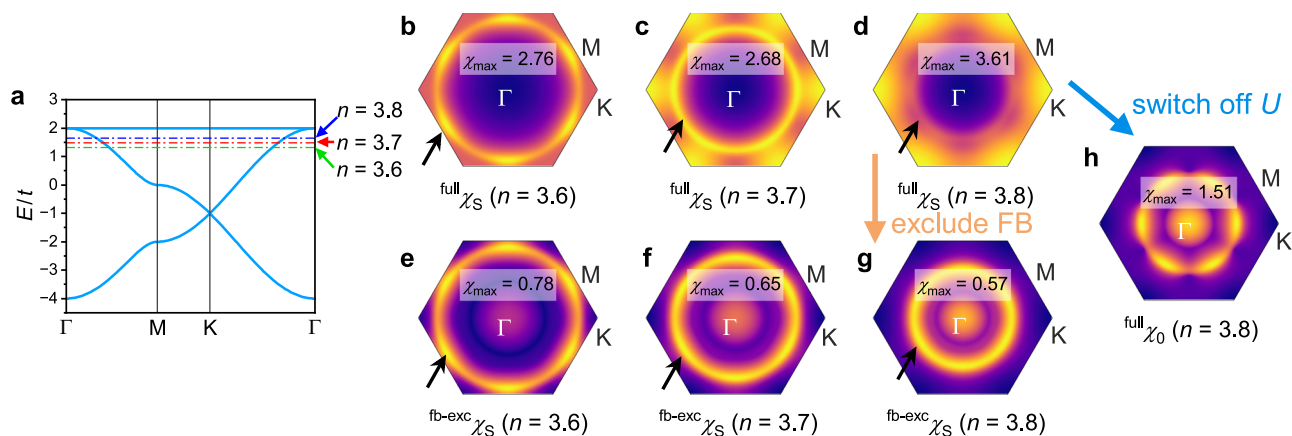 a
E/t
3
2
1
0
−1
−2
−3
−4
Γ
M
K
Γ
n = 3.8
n = 3.7
n = 3.6
b
χmax = 2.76
Γ
M
K
fullχS (n = 3.6)
c
χmax = 2.68
Γ
M
K
fullχS (n = 3.7)
d
χmax = 3.61
Γ
M
K
fullχS (n = 3.8)
switch off U
exclude FB
e
χmax = 0.78
Γ
M
K
fb-excχS (n = 3.6)
f
χmax = 0.65
Γ
M
K
fb-excχS (n = 3.7)
g
χmax = 0.57
Γ
M
K
fb-excχS (n = 3.8)
h
χmax = 1.51
Γ
M
K
fullχ0 (n = 3.8)